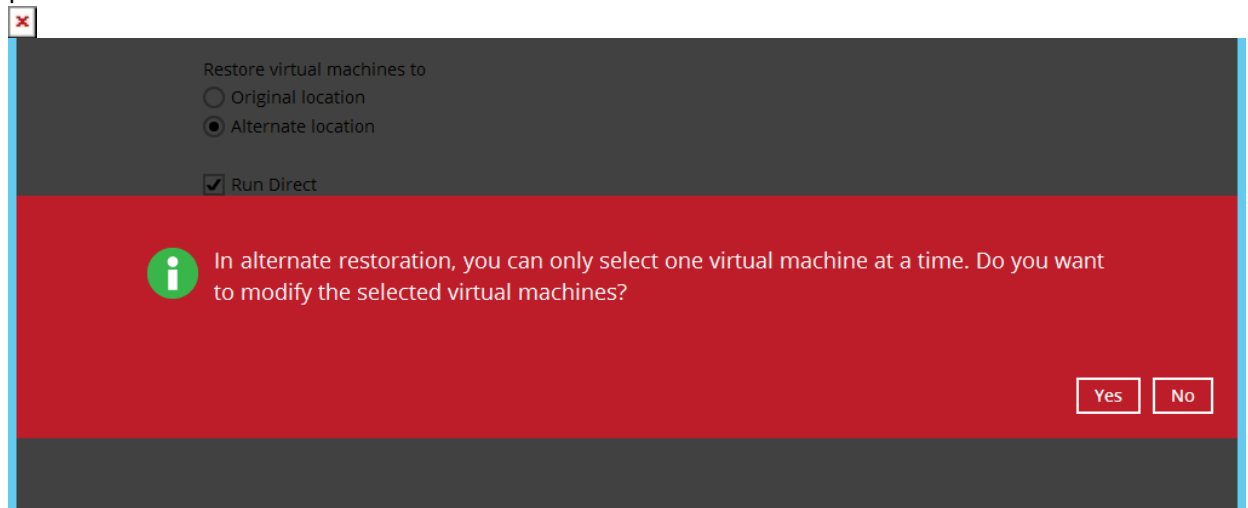 Restore virtual machines to
Original location
Alternate location
Run Direct
In alternate restoration, you can only select one virtual machine at a time. Do you want
to modify the selected virtual machines?
Yes No